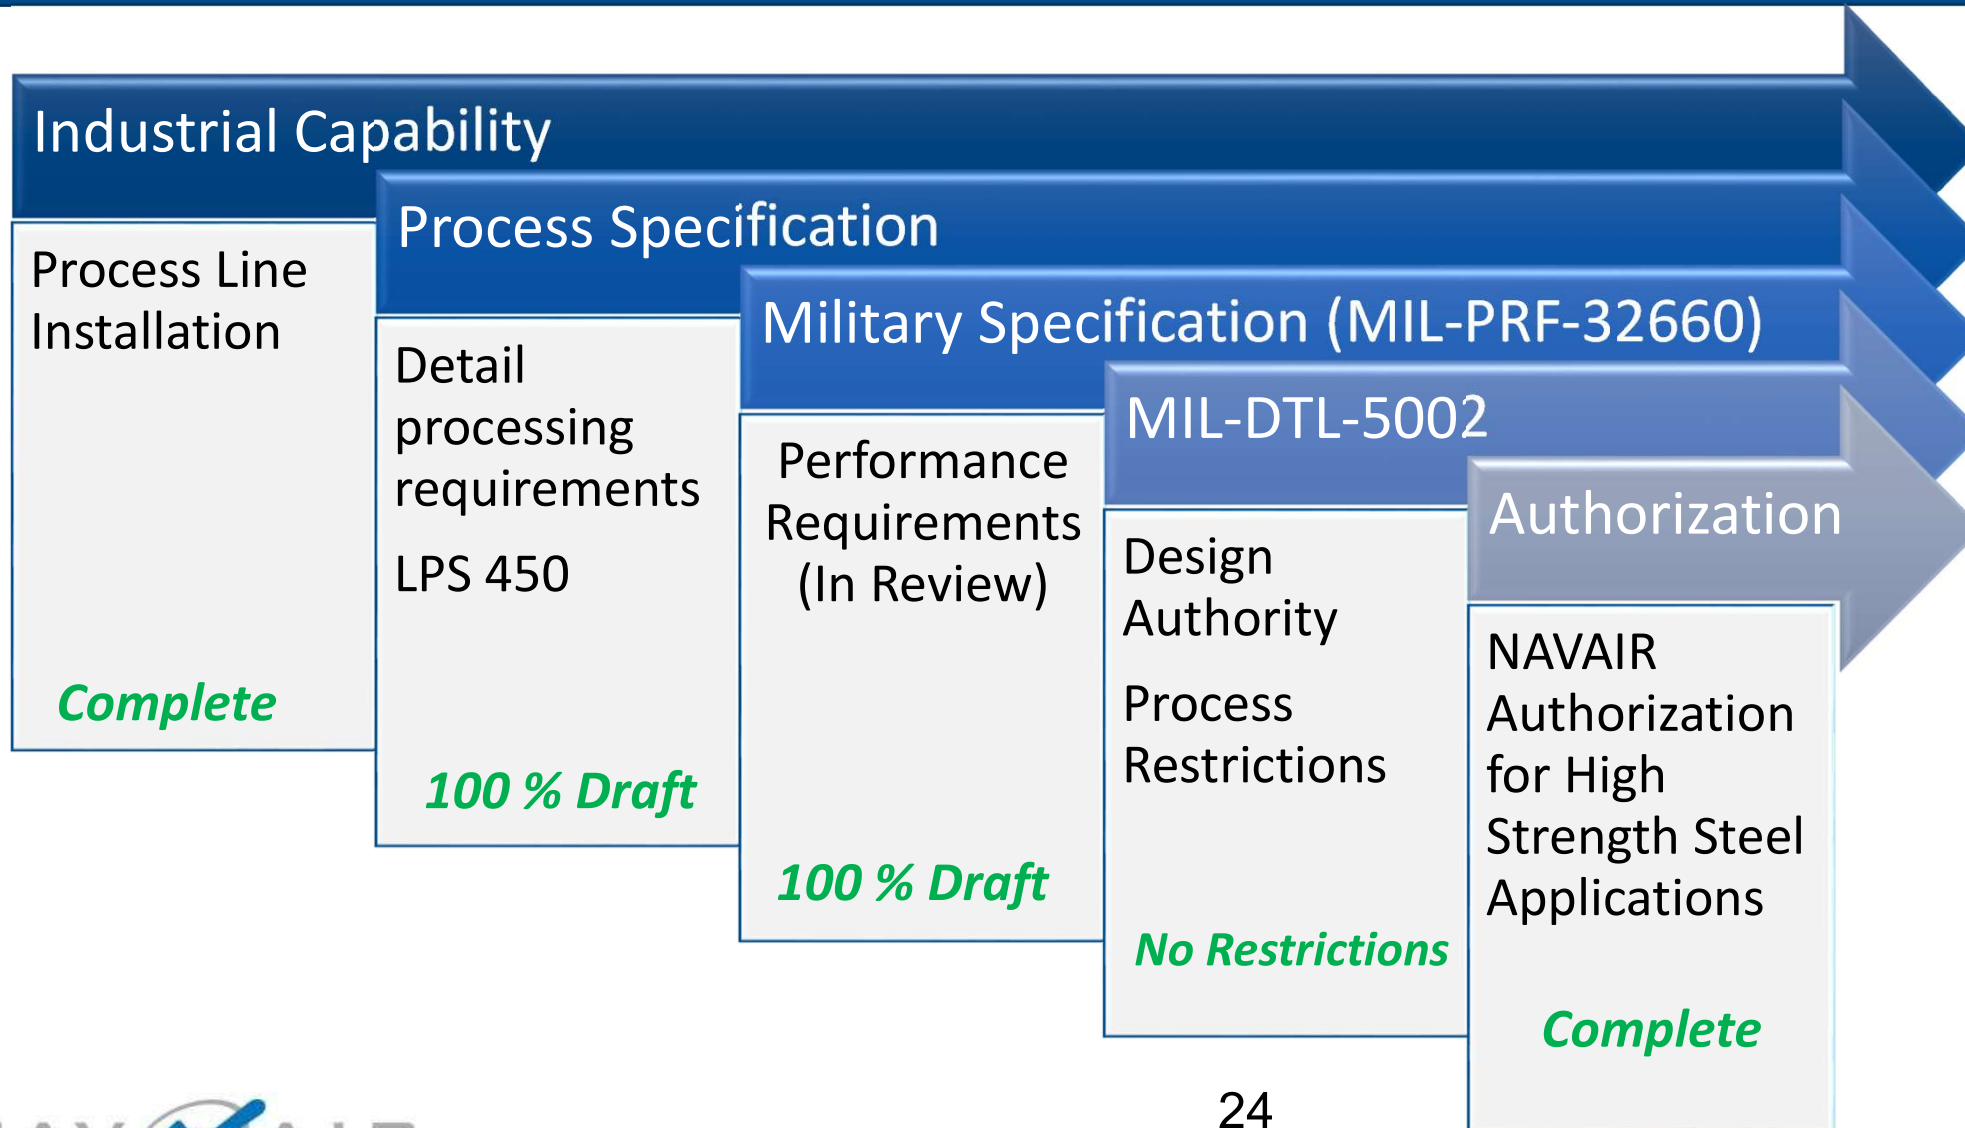 Industrial Capability
Process Line
Installation
Complete
Process Specification
Detail
processing
requirements
LPS 450
100 % Draft
Military Specification (MIL-PRF-32660)
Performance
Requirements
(In Review)
100 % Draft
MIL-DTL-5002
Design
Authority
Process
Restrictions
No Restrictions
Authorization
NAVAIR
Authorization
for High
Strength Steel
Applications
Complete
24